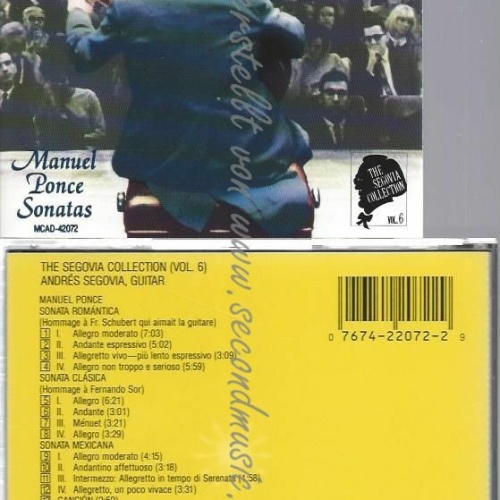 Manuel
Ponce
Sonatas
MCAD-42072
THE
SEGOVIA
COLLECTION
VOL. 6
erstellt von www.secondmusic.
THE SEGOVIA COLLECTION (VOL. 6)
ANDRÉS SEGOVIA, GUITAR
0 7674-22072-2 9
MANUEL PONCE
SONATA ROMÁNTICA
(Hommage à Fr. Schubert qui aimait la guitare)
1 I. Allegro moderato (7:03)
2 II. Andante espressivo (5:02)
3 III. Allegretto vivo—più lento espressivo (3:09)
4 IV. Allegro non troppo e serioso (5:59)
SONATA CLÁSICA
(Hommage à Fernando Sor)
5 I. Allegro (6:21)
6 II. Andante (3:01)
7 III. Ménuet (3:21)
8 IV. Allegro (3:29)
SONATA MEXICANA
9 I. Allegro moderato (4:15)
10 II. Andantino affettuoso (3:18)
11 III. Intermezzo: Allegretto in tempo di Serenata (1:58)
12 IV. Allegretto, un poco vivace (3:31)